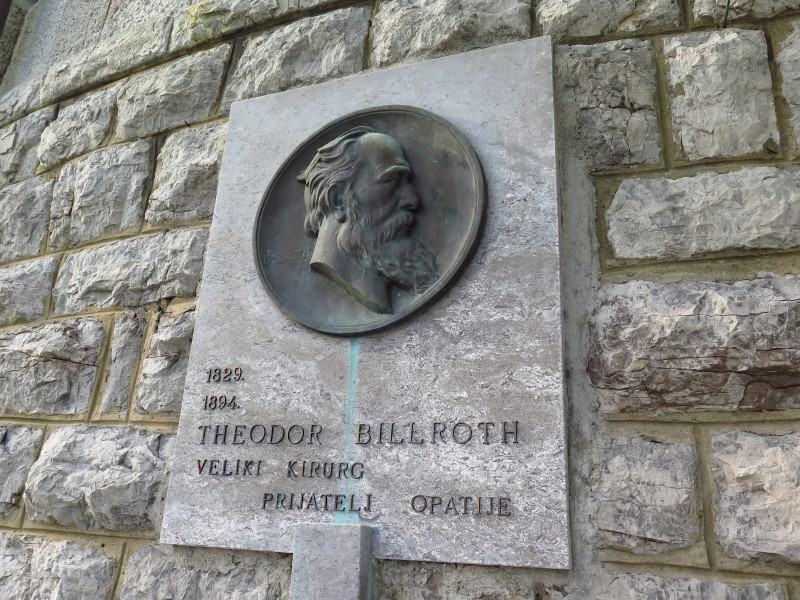 1829.
1894.
THEODOR BILLROTH
VELIKI KIRURG
PRIJATELJ OPATIJE